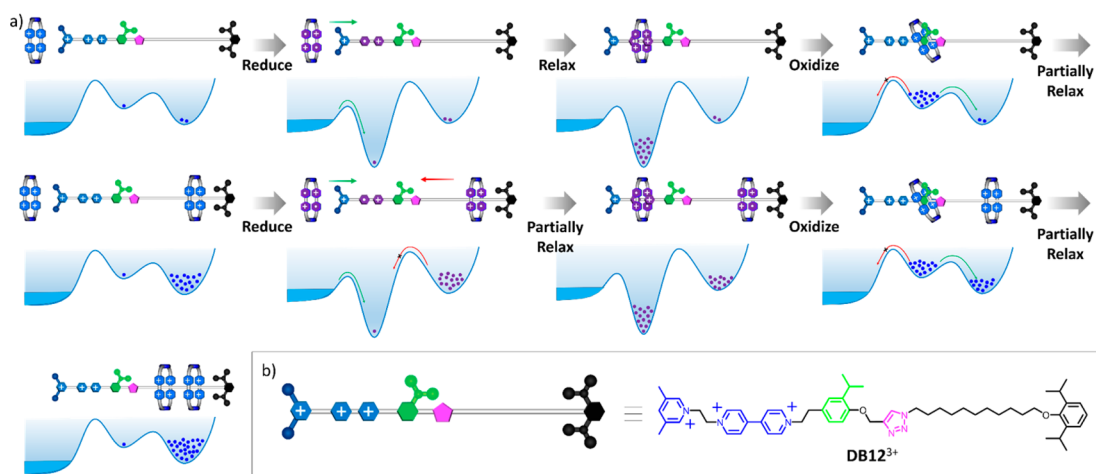 a)
Reduce
Relax
Oxidize
Partially
Relax
Reduce
Partially
Relax
Oxidize
Partially
Relax
b)
+
N
+
N
+
N
+
O
N
N
N
O
DB12³⁺